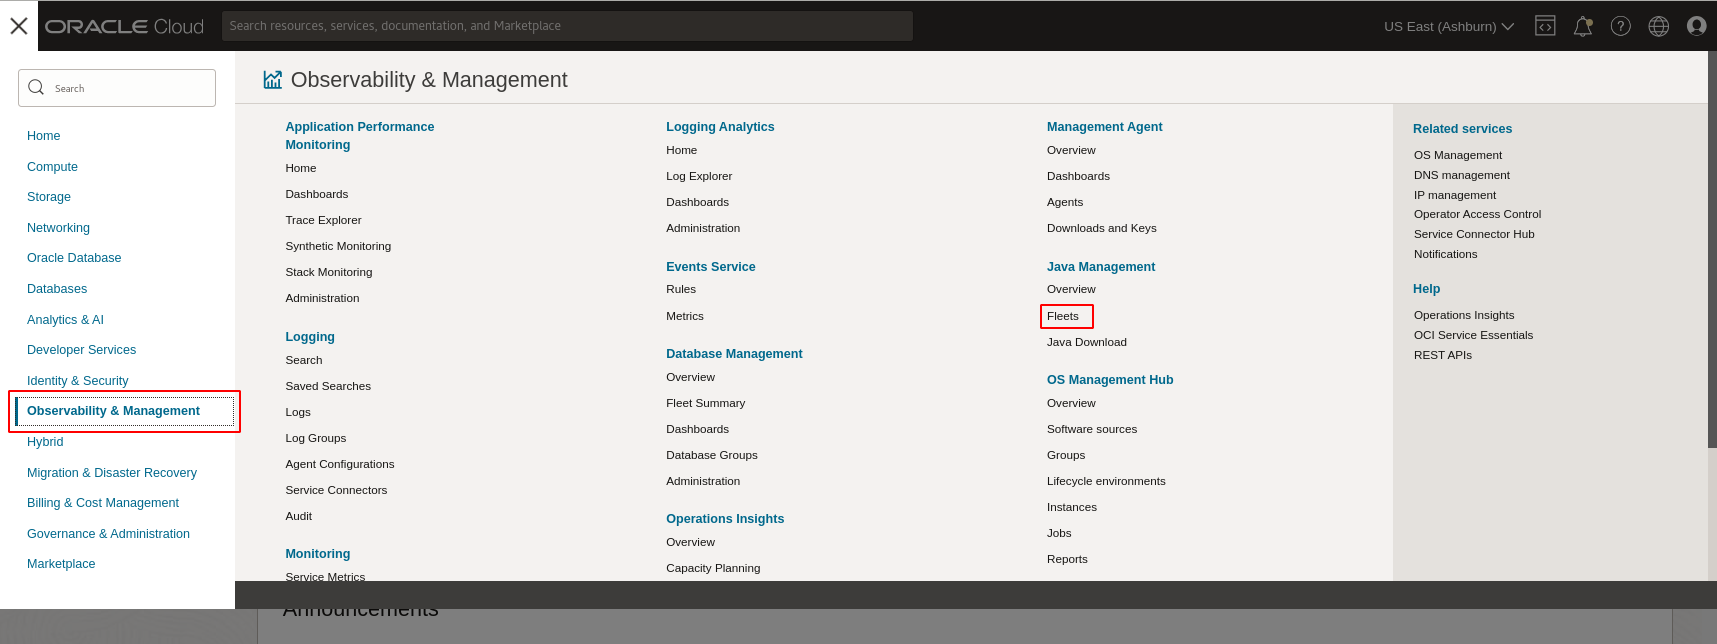 ORACLE Cloud
Search resources, services, documentation, and Marketplace
US East (Ashburn)
Search
Home
Compute
Storage
Networking
Oracle Database
Databases
Analytics & AI
Developer Services
Identity & Security
Observability & Management
Hybrid
Migration & Disaster Recovery
Billing & Cost Management
Governance & Administration
Marketplace
Observability & Management
Application Performance
Monitoring
Home
Dashboards
Trace Explorer
Synthetic Monitoring
Stack Monitoring
Administration
Logging
Search
Saved Searches
Logs
Log Groups
Agent Configurations
Service Connectors
Audit
Monitoring
Service Metrics
Logging Analytics
Home
Log Explorer
Dashboards
Administration
Events Service
Rules
Metrics
Database Management
Overview
Fleet Summary
Dashboards
Database Groups
Administration
Operations Insights
Overview
Capacity Planning
Management Agent
Overview
Dashboards
Agents
Downloads and Keys
Java Management
Overview
Fleets
Java Download
OS Management Hub
Overview
Software sources
Groups
Lifecycle environments
Instances
Jobs
Reports
Related services
OS Management
DNS management
IP management
Operator Access Control
Service Connector Hub
Notifications
Help
Operations Insights
OCI Service Essentials
REST APIs
Announcements